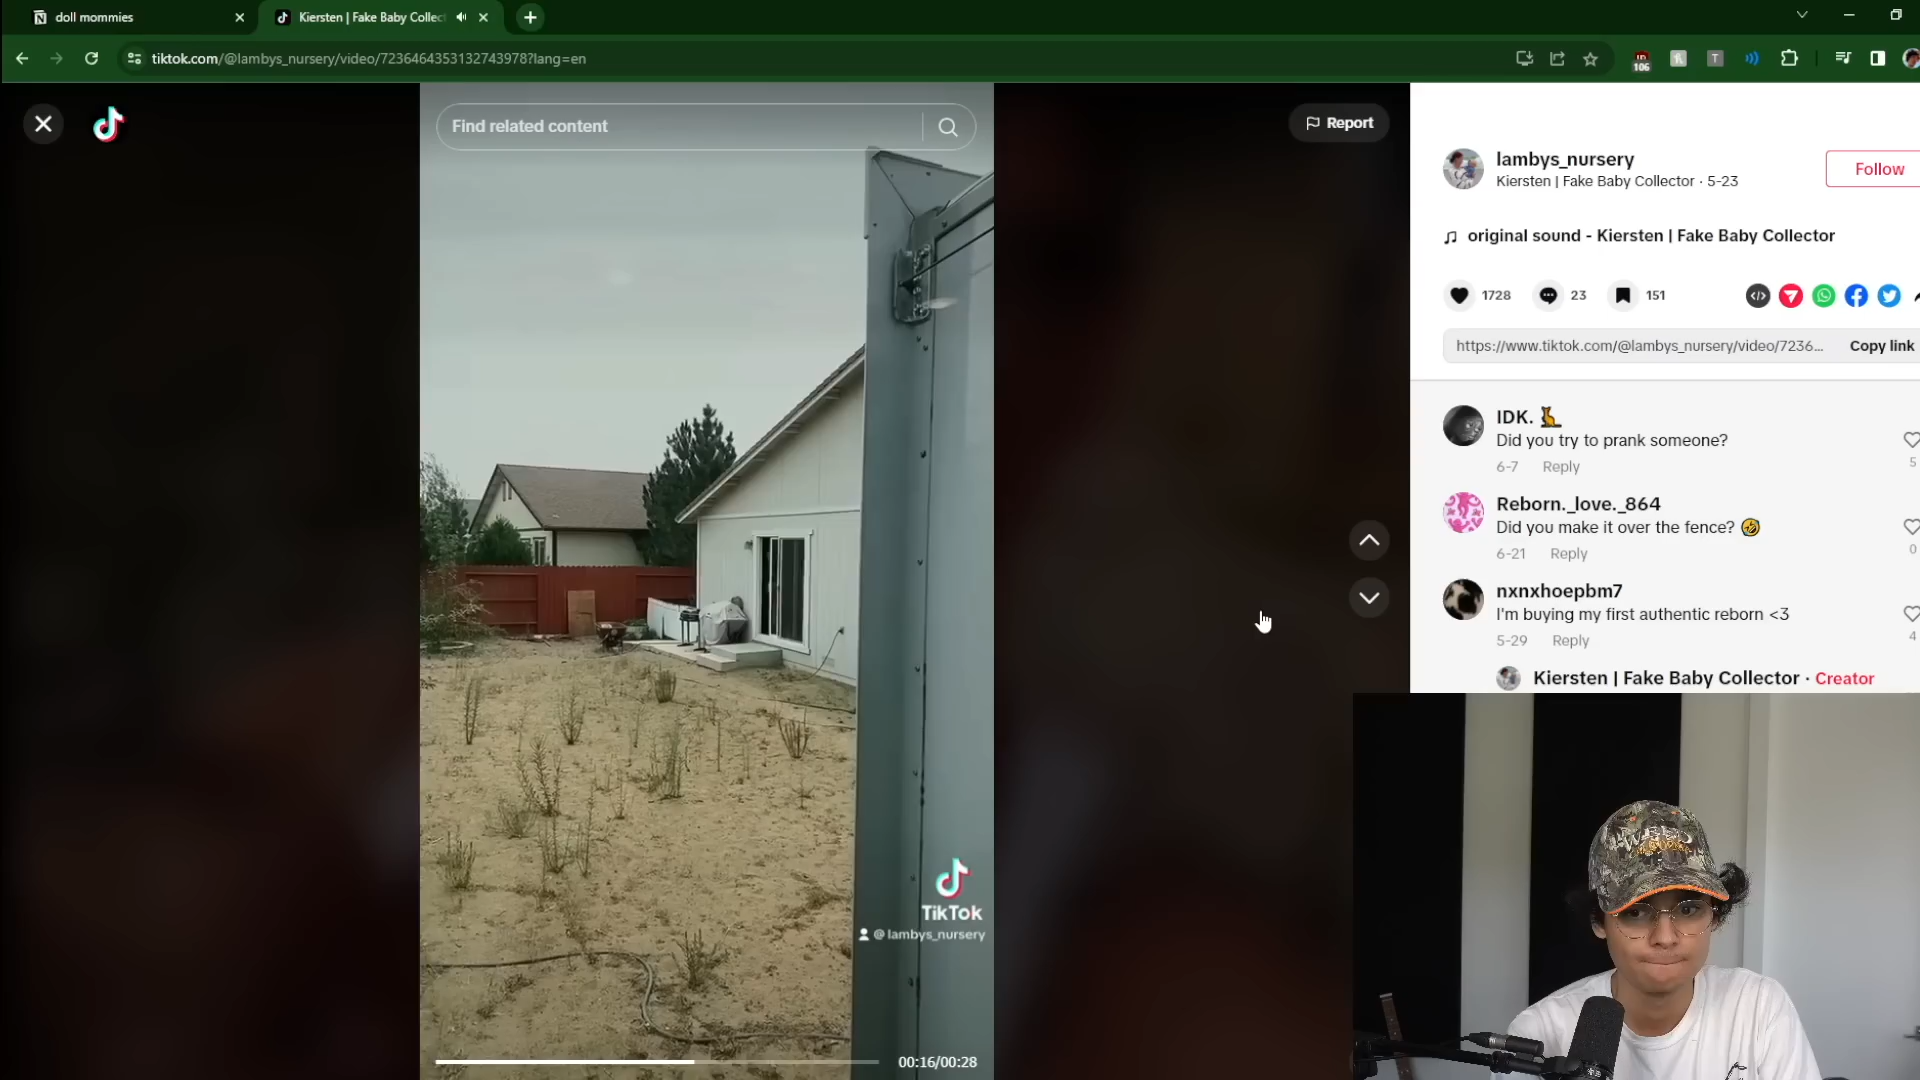 doll mommies
Kiersten | Fake Baby Collec
tiktok.com/@lambys_nursery/video/7236464353132743978?lang=en
106
Find related content
Report
lambys_nursery
Kiersten | Fake Baby Collector · 5-23
Follow
original sound - Kiersten | Fake Baby Collector
1728
23
151
https://www.tiktok.com/@lambys_nursery/video/7236...
Copy link
IDK.
Did you try to prank someone?
6-7 Reply
5
Reborn._love._864
Did you make it over the fence? 🤣
6-21 Reply
0
nxnxhoepbm7
I'm buying my first authentic reborn <3
5-29 Reply
4
Kiersten | Fake Baby Collector · Creator
TikTok
@lambys_nursery
00:16/00:28